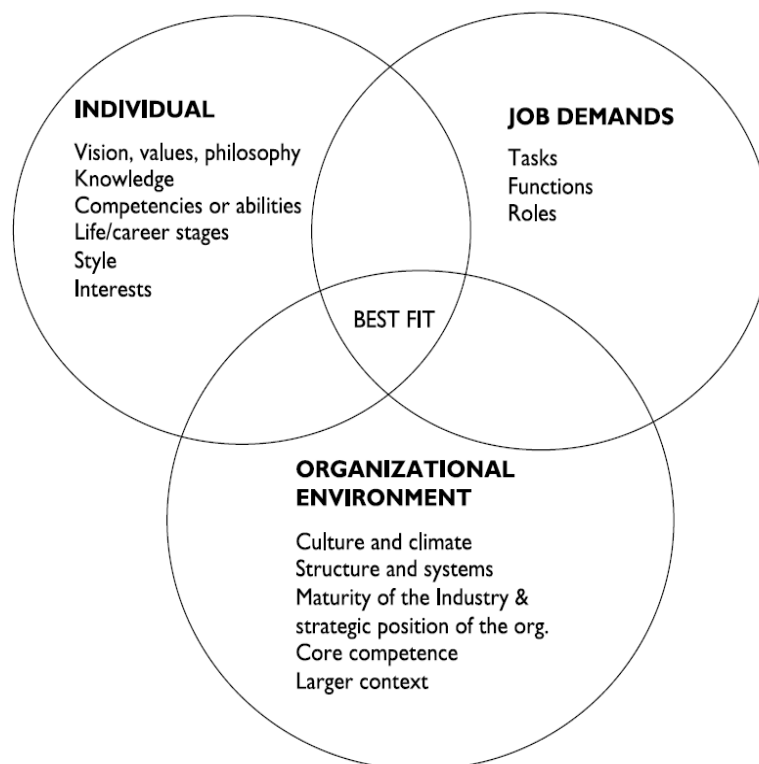 INDIVIDUAL
Vision, values, philosophy
Knowledge
Competencies or abilities
Life/career stages
Style
Interests
JOB DEMANDS
Tasks
Functions
Roles
BEST FIT
ORGANIZATIONAL
ENVIRONMENT
Culture and climate
Structure and systems
Maturity of the Industry &
strategic position of the org.
Core competence
Larger context